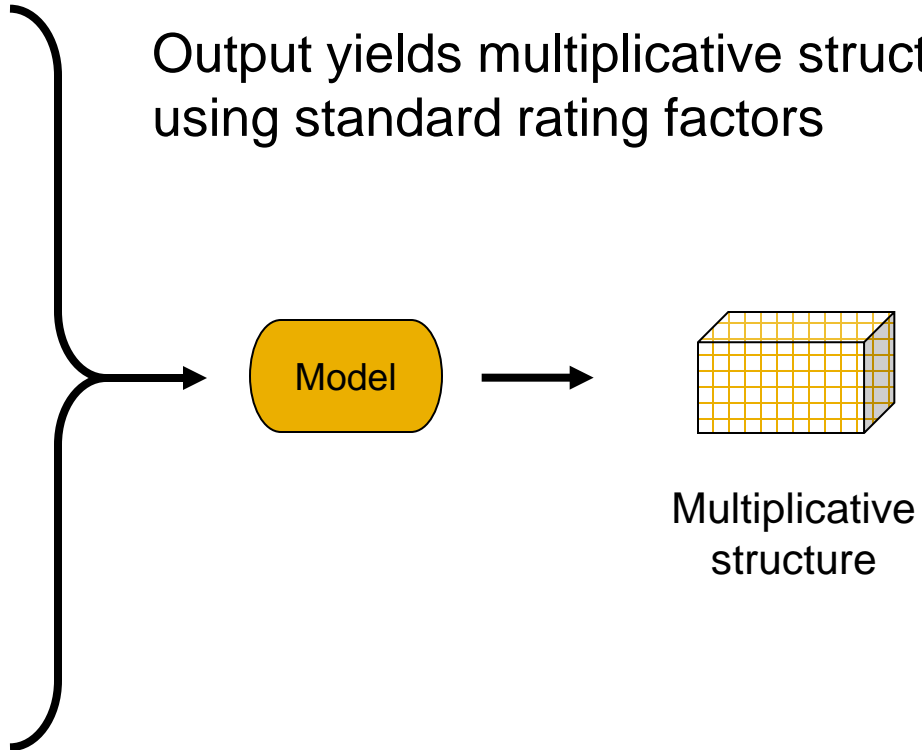 Output yields multiplicative struct
using standard rating factors
Model
Multiplicative
structure